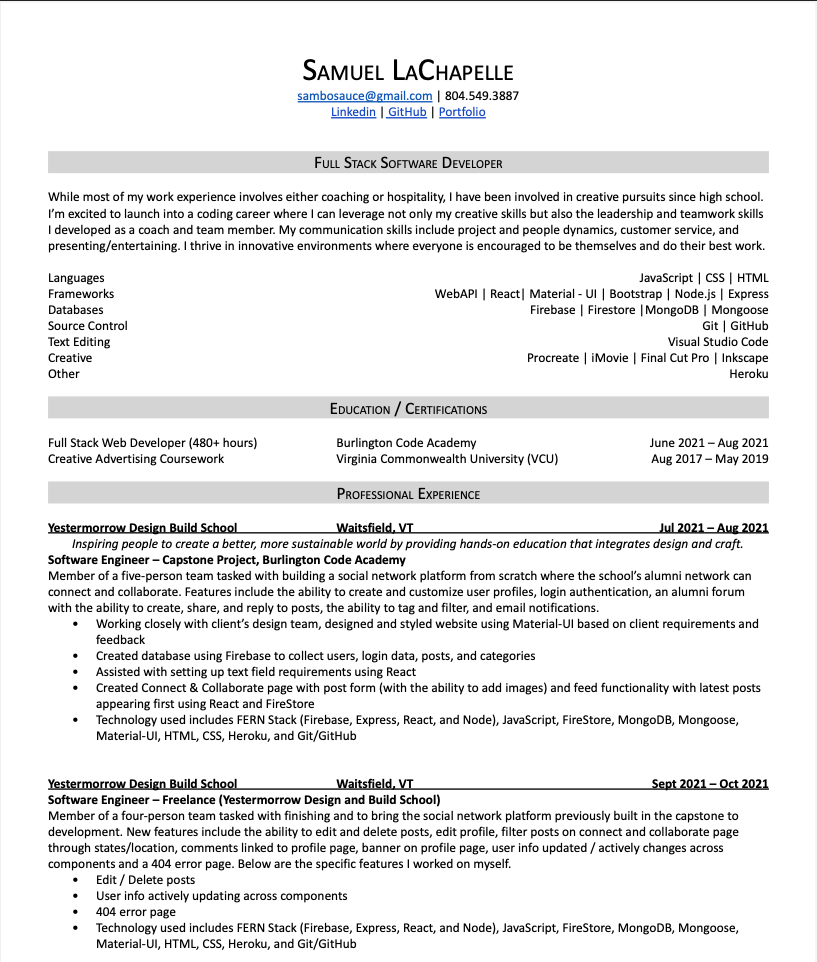 Samuel LaChapelle
sambosauce@gmail.com | 804.549.3887
Linkedin | GitHub | Portfolio
Full Stack Software Developer
While most of my work experience involves either coaching or hospitality, I have been involved in creative pursuits since high school.
I'm excited to launch into a coding career where I can leverage not only my creative skills but also the leadership and teamwork skills
I developed as a coach and team member. My communication skills include project and people dynamics, customer service, and
presenting/entertaining. I thrive in innovative environments where everyone is encouraged to be themselves and do their best work.
Languages JavaScript | CSS | HTML
Frameworks WebAPI | React| Material - UI | Bootstrap | Node.js | Express
Databases Firebase | Firestore |MongoDB | Mongoose
Source Control Git | GitHub
Text Editing Visual Studio Code
Creative Procreate | iMovie | Final Cut Pro | Inkscape
Other Heroku
Education / Certifications
Full Stack Web Developer (480+ hours) Burlington Code Academy June 2021 – Aug 2021
Creative Advertising Coursework Virginia Commonwealth University (VCU) Aug 2017 – May 2019
Professional Experience
Yestermorrow Design Build School Waitsfield, VT Jul 2021 – Aug 2021
Inspiring people to create a better, more sustainable world by providing hands-on education that integrates design and craft.
Software Engineer – Capstone Project, Burlington Code Academy
Member of a five-person team tasked with building a social network platform from scratch where the school's alumni network can
connect and collaborate. Features include the ability to create and customize user profiles, login authentication, an alumni forum
with the ability to create, share, and reply to posts, the ability to tag and filter, and email notifications.
• Working closely with client's design team, designed and styled website using Material-UI based on client requirements and
feedback
• Created database using Firebase to collect users, login data, posts, and categories
• Assisted with setting up text field requirements using React
• Created Connect & Collaborate page with post form (with the ability to add images) and feed functionality with latest posts
appearing first using React and FireStore
• Technology used includes FERN Stack (Firebase, Express, React, and Node), JavaScript, FireStore, MongoDB, Mongoose,
Material-UI, HTML, CSS, Heroku, and Git/GitHub
Yestermorrow Design Build School Waitsfield, VT Sept 2021 – Oct 2021
Software Engineer – Freelance (Yestermorrow Design and Build School)
Member of a four-person team tasked with finishing and to bring the social network platform previously built in the capstone to
development. New features include the ability to edit and delete posts, edit profile, filter posts on connect and collaborate page
through states/location, comments linked to profile page, banner on profile page, user info updated / actively changes across
components and a 404 error page. Below are the specific features I worked on myself.
• Edit / Delete posts
• User info actively updating across components
• 404 error page
• Technology used includes FERN Stack (Firebase, Express, React, and Node), JavaScript, FireStore, MongoDB, Mongoose,
Material-UI, HTML, CSS, Heroku, and Git/GitHub